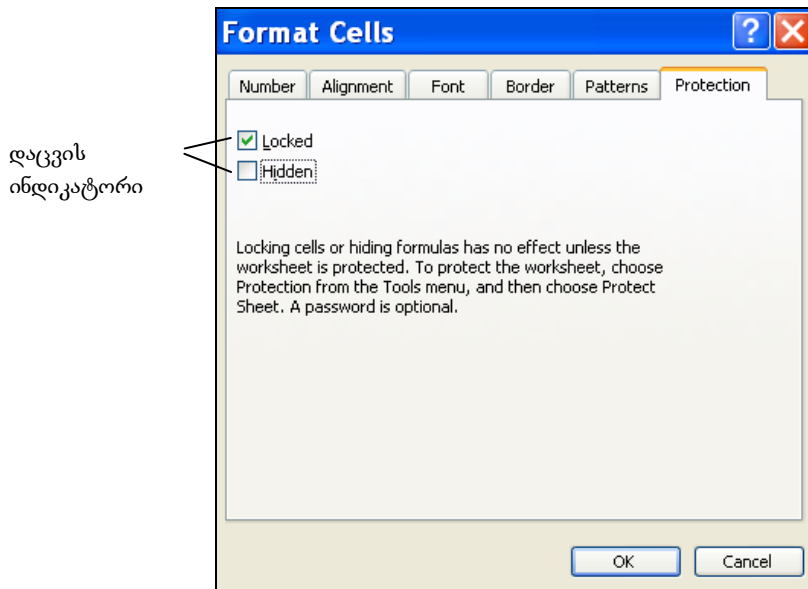 Format Cells
Number Alignment Font Border Patterns Protection
დაცვის
ინდიკატორი
Locked
Hidden
Locking cells or hiding formulas has no effect unless the
worksheet is protected. To protect the worksheet, choose
Protection from the Tools menu, and then choose Protect
Sheet. A password is optional.
OK Cancel